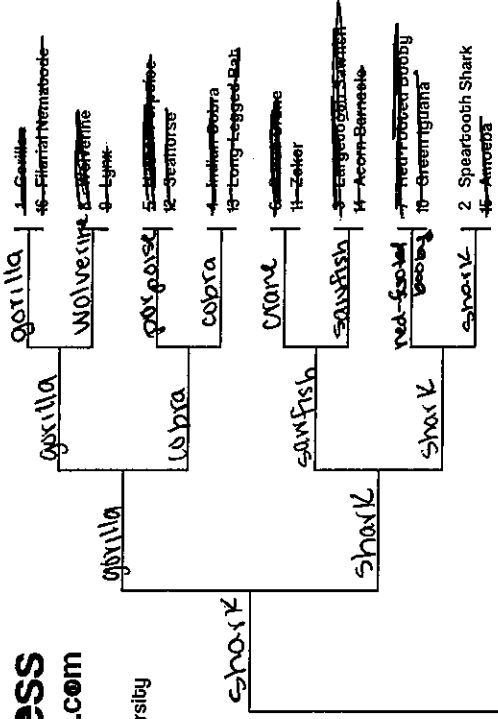 ess
.com
rsity
1 Gorilla
16 Filarial Nematode
8 Wolverine
9 Lynx
5 
12 Seahorse
4 Indian Cobra
13 Long-Legged Bat
6 Crane
11 Zokor
3 Largetooth Sawfish
14 Acorn Barnacle
7 Red-Footed Booby
10 Green Iguana
2 Speartooth Shark
15 Amoeba
gorilla
wolverine
porpoise
cobra
crane
sawfish
red-footed
booby
shark
gorilla
cobra
sawfish
shark
gorilla
shark
shark